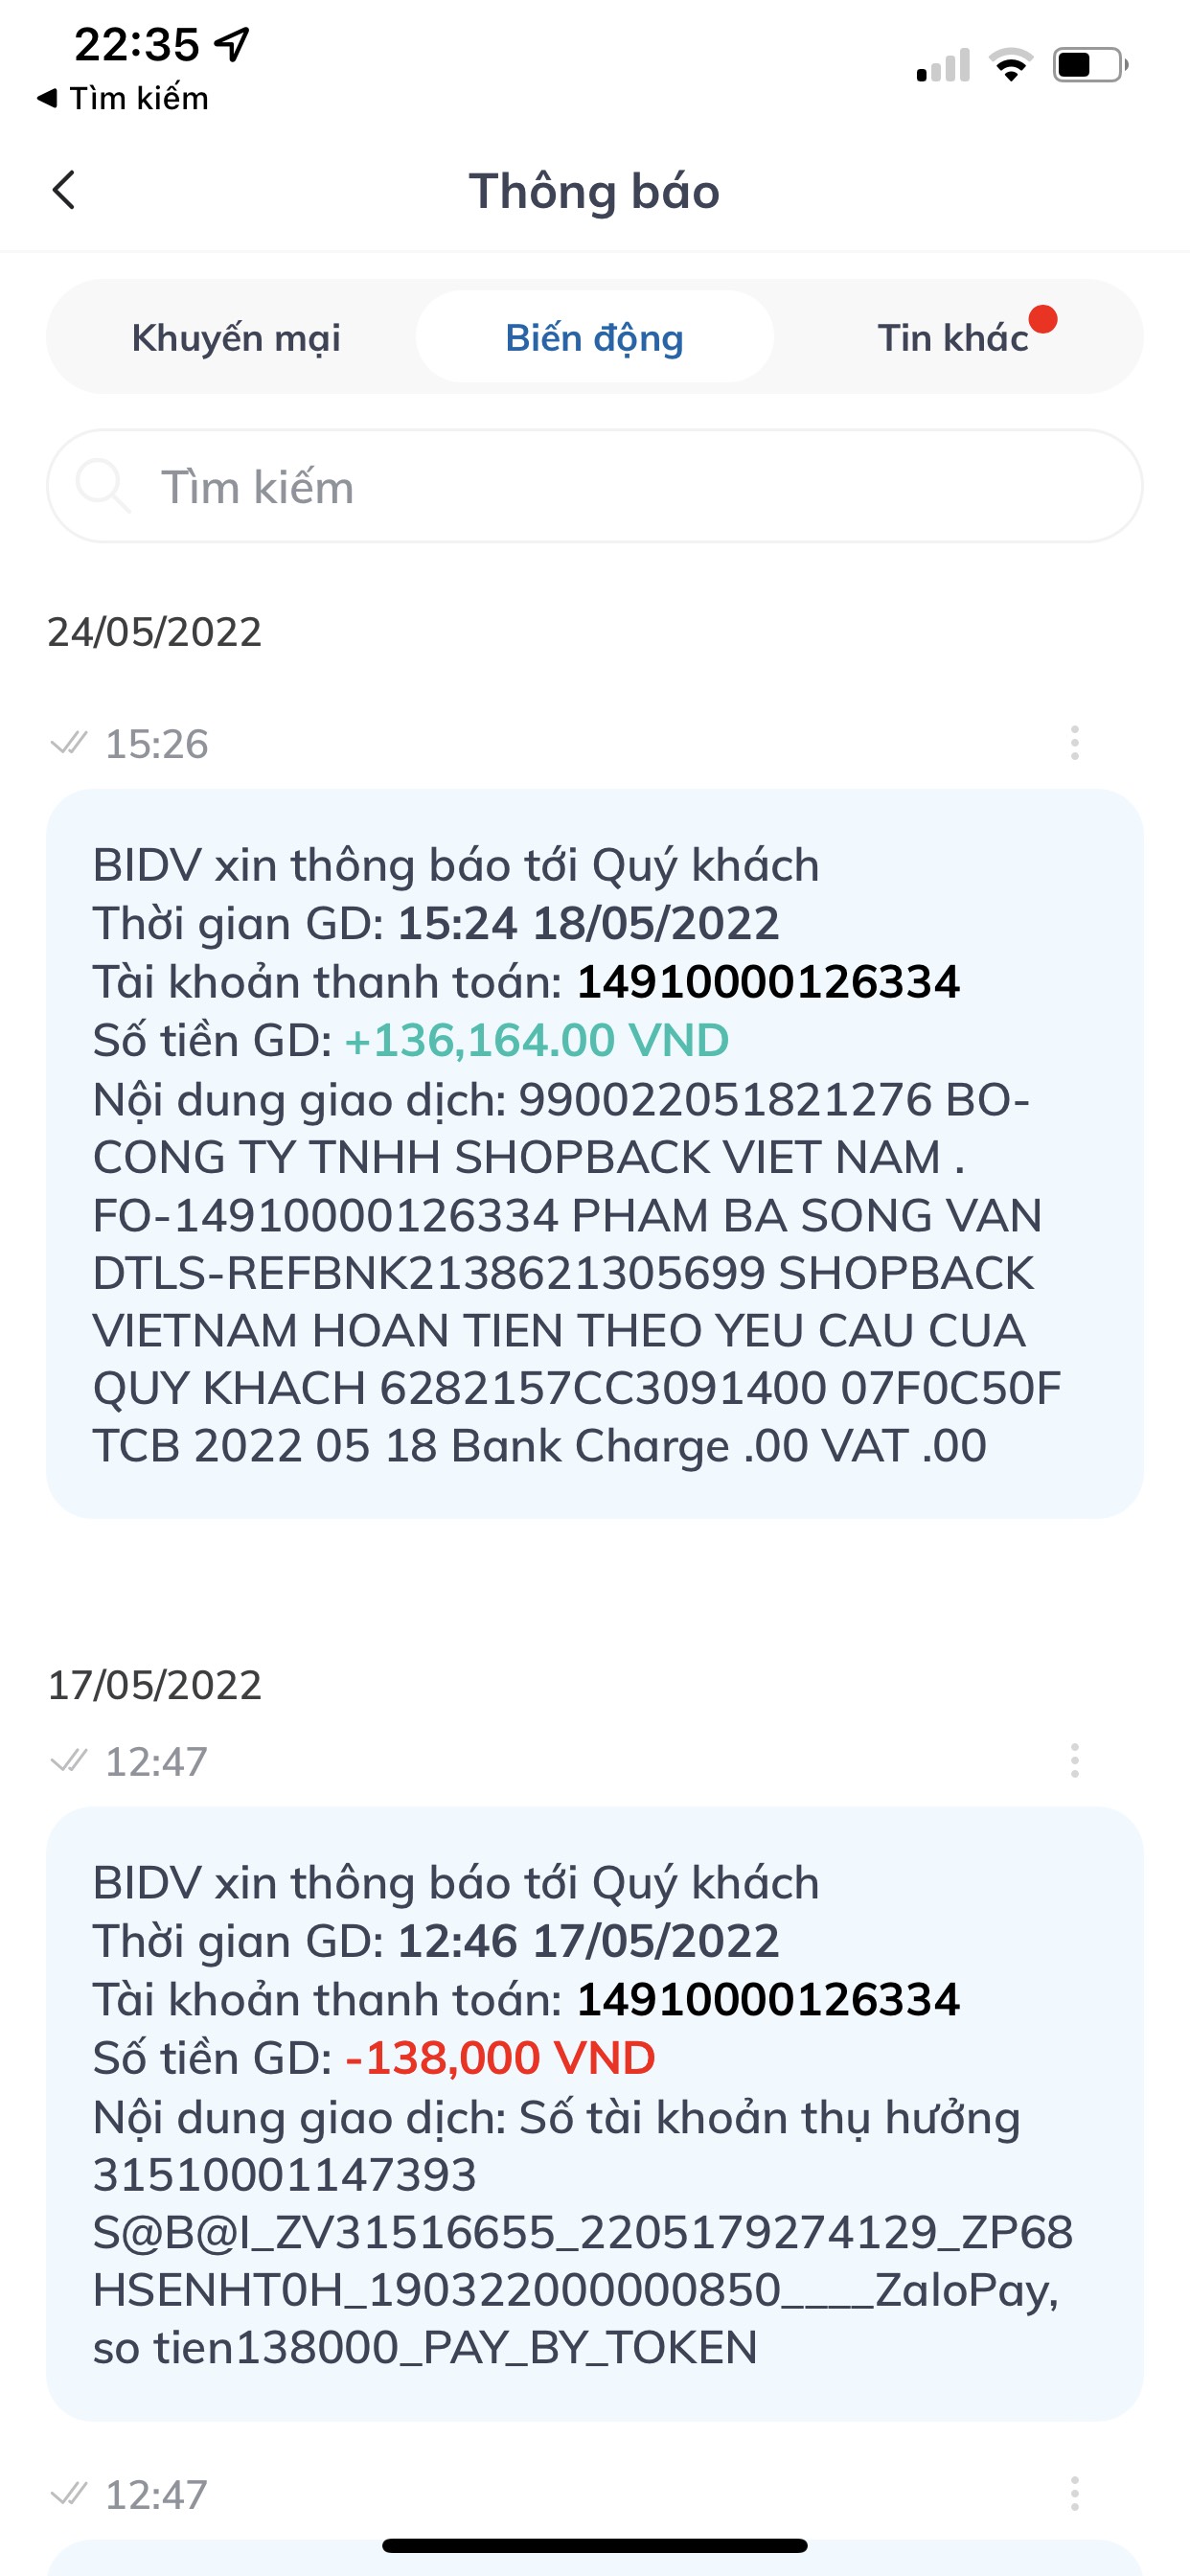 22:35
Tìm kiếm
Thông báo
Khuyến mại
Biến động
Tin khác
Tìm kiếm
24/05/2022
15:26
BIDV xin thông báo tới Quý khách
Thời gian GD: 15:24 18/05/2022
Tài khoản thanh toán: 14910000126334
Số tiền GD: +136,164.00 VND
Nội dung giao dịch: 990022051821276 BO-
CONG TY TNHH SHOPBACK VIET NAM .
FO-14910000126334 PHAM BA SONG VAN
DTLS-REFBNK2138621305699 SHOPBACK
VIETNAM HOAN TIEN THEO YEU CAU CUA
QUY KHACH 6282157CC3091400 07F0C50F
TCB 2022 05 18 Bank Charge .00 VAT .00
17/05/2022
12:47
BIDV xin thông báo tới Quý khách
Thời gian GD: 12:46 17/05/2022
Tài khoản thanh toán: 14910000126334
Số tiền GD: -138,000 VND
Nội dung giao dịch: Số tài khoản thụ hưởng
31510001147393
S@B@I_ZV31516655_2205179274129_ZP68
HSENHT0H_190322000000850____ZaloPay,
so tien138000_PAY_BY_TOKEN
12:47